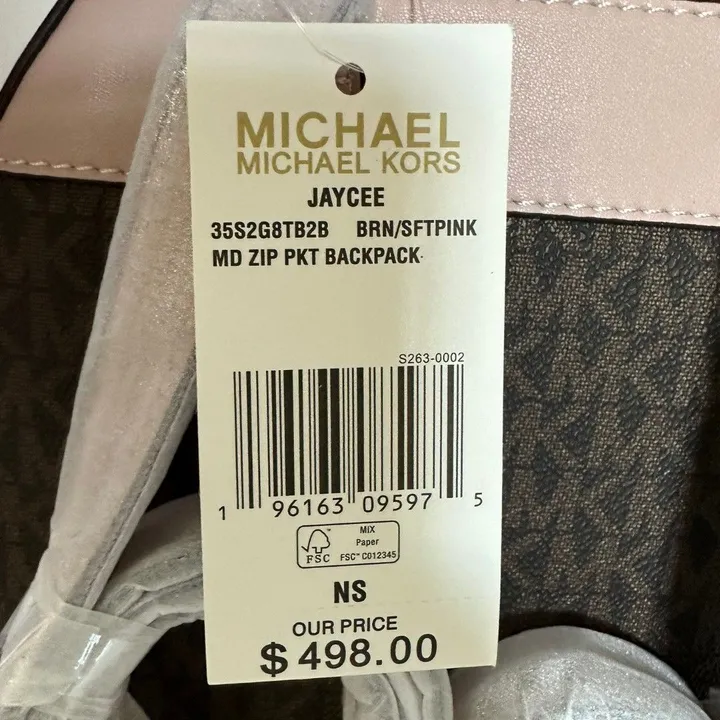 MICHAEL
MICHAEL KORS
JAYCEE
35S2G8TB2B BRN/SFTPINK
MD ZIP PKT BACKPACK
S263-0002
1 96163 09597 5
FSC™
MIX
Paper
FSC™ C012345
NS
OUR PRICE
$498.00